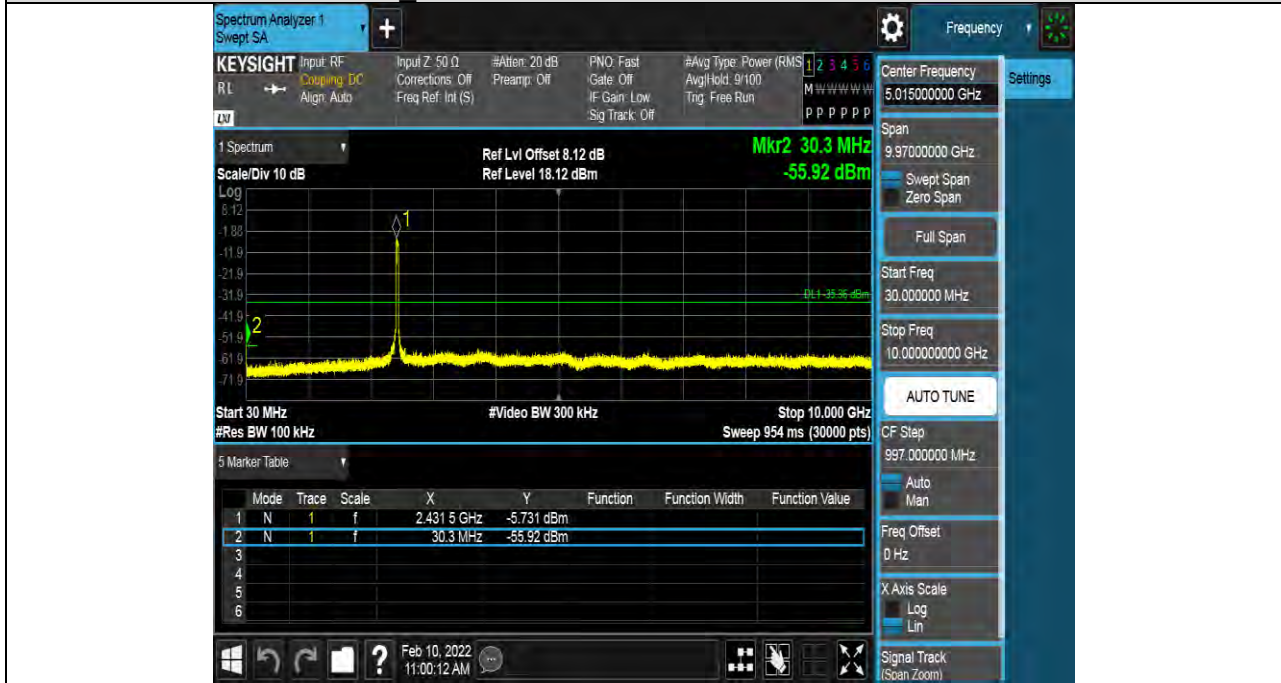 Spectrum Analyzer 1
Swept SA
+
Frequency
KEYSIGHT Input: RF Input Z: 50 Ω #Atten: 20 dB PNO: Fast #Avg Type: Power (RMS 1 2 3 4 5 6
RL Coupling: DC Corrections: Off Preamp: Off Gate: Off Avg|Hold: 9/100 M W W W W W
Align: Auto Freq Ref: Int (S) IF Gain: Low Trig: Free Run P P P P P P
LXI Sig Track: Off
Center Frequency
5.015000000 GHz
Settings
1 Spectrum Ref Lvl Offset 8.12 dB Mkr2 30.3 MHz
Scale/Div 10 dB Ref Level 18.12 dBm -55.92 dBm
Log
8.12
-1.88
-11.9
-21.9
-31.9
-41.9
-51.9
-61.9
-71.9
1
2
DL1 -35.36 dBm
Start 30 MHz #Video BW 300 kHz Stop 10.000 GHz
#Res BW 100 kHz Sweep 954 ms (30000 pts)
Span
9.97000000 GHz
Swept Span
Zero Span
Full Span
Start Freq
30.000000 MHz
Stop Freq
10.000000000 GHz
AUTO TUNE
CF Step
997.000000 MHz
Auto
Man
Freq Offset
0 Hz
X Axis Scale
Log
Lin
Signal Track
(Span Zoom)
5 Marker Table
Mode Trace Scale X Y Function Function Width Function Value
1 N 1 f 2.431 5 GHz -5.731 dBm
2 N 1 f 30.3 MHz -55.92 dBm
3
4
5
6
? Feb 10, 2022
11:00:12 AM